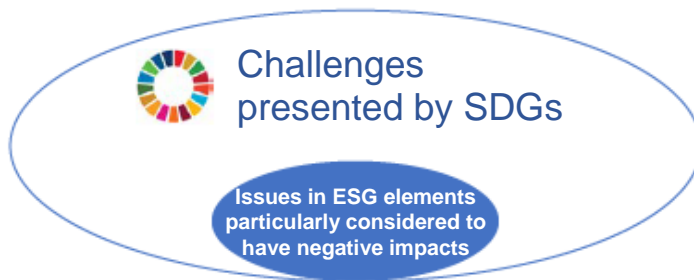 Challenges
presented by SDGs
Issues in ESG elements
particularly considered to
have negative impacts